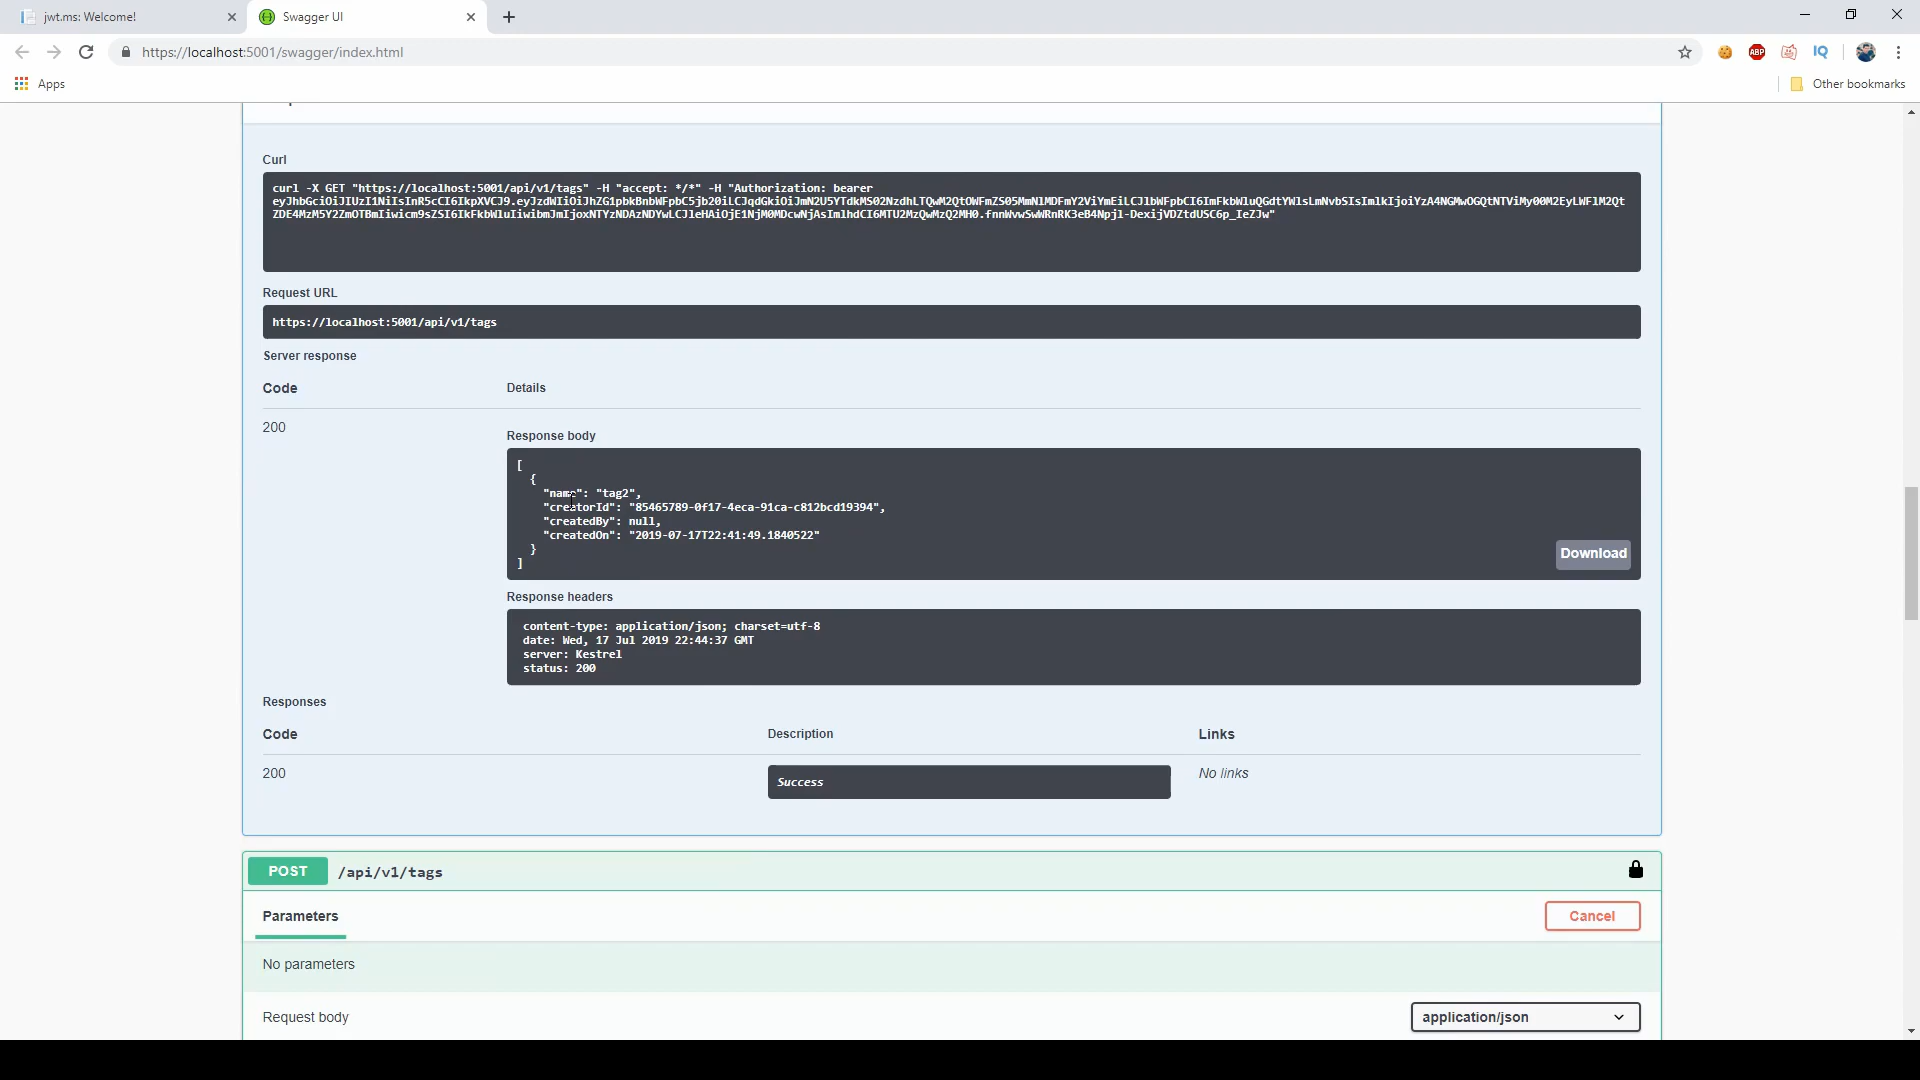 jwt.ms: Welcome!
Swagger UI
https://localhost:5001/swagger/index.html
ABP
IQ
Apps
Other bookmarks
Curl
curl -X GET "https://localhost:5001/api/v1/tags" -H "accept: */*" -H "Authorization: bearer
Request URL
https://localhost:5001/api/v1/tags
Server response
Code
Details
200
Response body
[
{
"name": "tag2",
"creatorId": "85465789-0f17-4eca-91ca-c812bcd19394",
"createdBy": null,
"createdOn": "2019-07-17T22:41:49.1840522"
}
]
Download
Response headers
content-type: application/json; charset=utf-8
date: Wed, 17 Jul 2019 22:44:37 GMT
server: Kestrel
status: 200
Responses
Code
Description
Links
200
Success
No links
POST
/api/v1/tags
Parameters
Cancel
No parameters
Request body
application/json